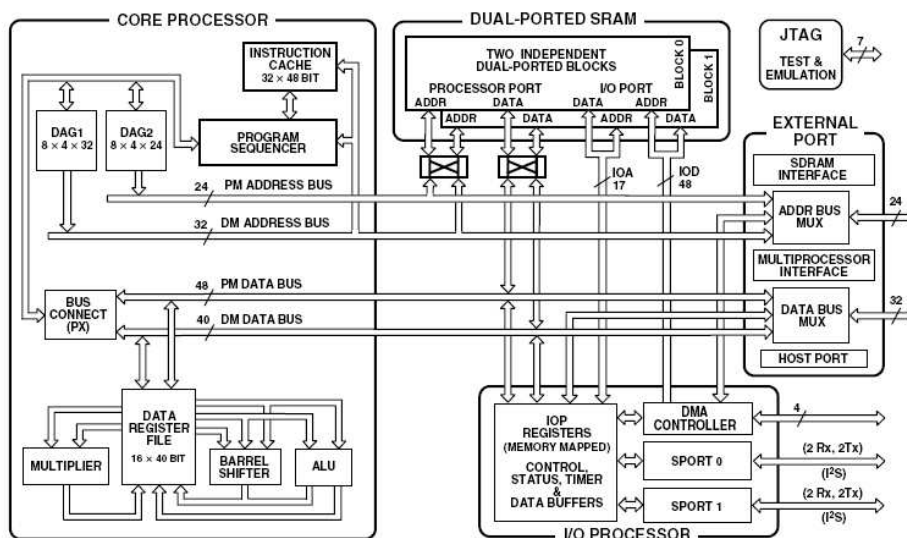 CORE PROCESSOR
INSTRUCTION
CACHE
32 × 48 BIT
DAG1
8 × 4 × 32
DAG2
8 × 4 × 24
PROGRAM
SEQUENCER
24 PM ADDRESS BUS
32 DM ADDRESS BUS
48 PM DATA BUS
40 DM DATA BUS
BUS
CONNECT
(PX)
DATA
REGISTER
FILE
16 × 40 BIT
MULTIPLIER
BARREL
SHIFTER
ALU
DUAL-PORTED SRAM
TWO INDEPENDENT
DUAL-PORTED BLOCKS
PROCESSOR PORT I/O PORT
ADDR DATA DATA ADDR
ADDR DATA ADDR DATA
BLOCK 0
BLOCK 1
IOA
17
IOD
48
JTAG
TEST &
EMULATION
7
EXTERNAL
PORT
SDRAM
INTERFACE
ADDR BUS
MUX
24
MULTIPROCESSOR
INTERFACE
DATA BUS
MUX
32
HOST PORT
IOP
REGISTERS
(MEMORY MAPPED)
CONTROL,
STATUS, TIMER
&
DATA BUFFERS
DMA
CONTROLLER
4
SPORT 0
(2 Rx, 2Tx)
(I²S)
SPORT 1
(2 Rx, 2Tx)
(I²S)
I/O PROCESSOR